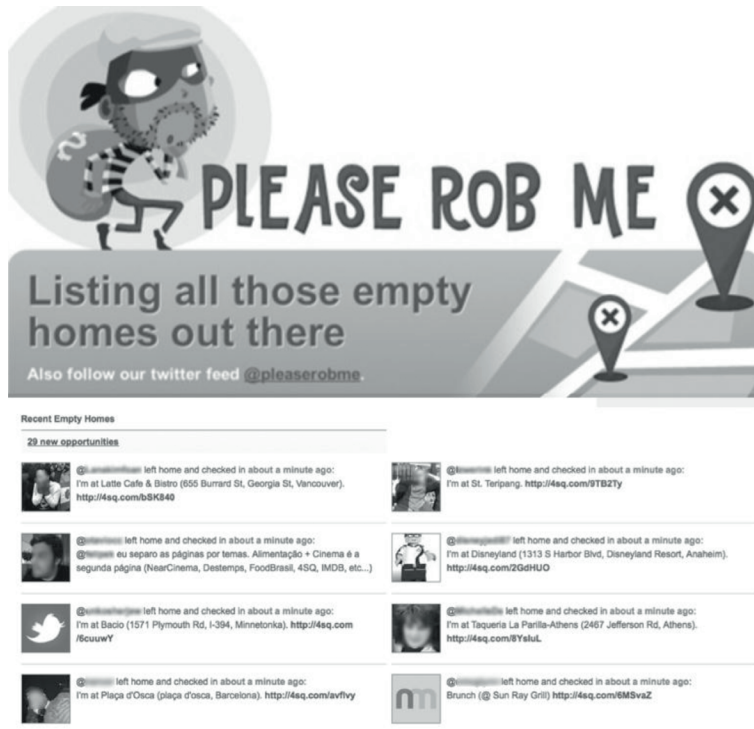 PLEASE ROB ME
Listing all those empty
homes out there
Also follow our twitter feed @pleaserobme.
Recent Empty Homes
29 new opportunities
@ left home and checked in about a minute ago:
I'm at Latte Cafe & Bistro (655 Burrard St, Georgia St, Vancouver).
http://4sq.com/bSK840
@ left home and checked in about a minute ago:
I'm at St. Teripang. http://4sq.com/9TB2Ty
@ left home and checked in about a minute ago:
@ eu separo as páginas por temas. Alimentação + Cinema é a
segunda página (NearCinema, Destemps, FoodBrasil, 4SQ, IMDB, etc...)
@ left home and checked in about a minute ago:
I'm at Disneyland (1313 S Harbor Blvd, Disneyland Resort, Anaheim).
http://4sq.com/2GdHUO
@ left home and checked in about a minute ago:
I'm at Bacio (1571 Plymouth Rd, I-394, Minnetonka). http://4sq.com
/6cuuwY
@ left home and checked in about a minute ago:
I'm at Taqueria La Parilla-Athens (2467 Jefferson Rd, Athens).
http://4sq.com/8YsluL
@ left home and checked in about a minute ago:
I'm at Plaça d'Osca (plaça d'osca, Barcelona). http://4sq.com/avflvy
@ left home and checked in about a minute ago:
Brunch (@ Sun Ray Grill) http://4sq.com/6MSvaZ